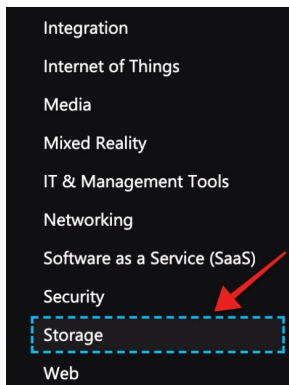 Integration
Internet of Things
Media
Mixed Reality
IT & Management Tools
Networking
Software as a Service (SaaS)
Security
Storage
Web